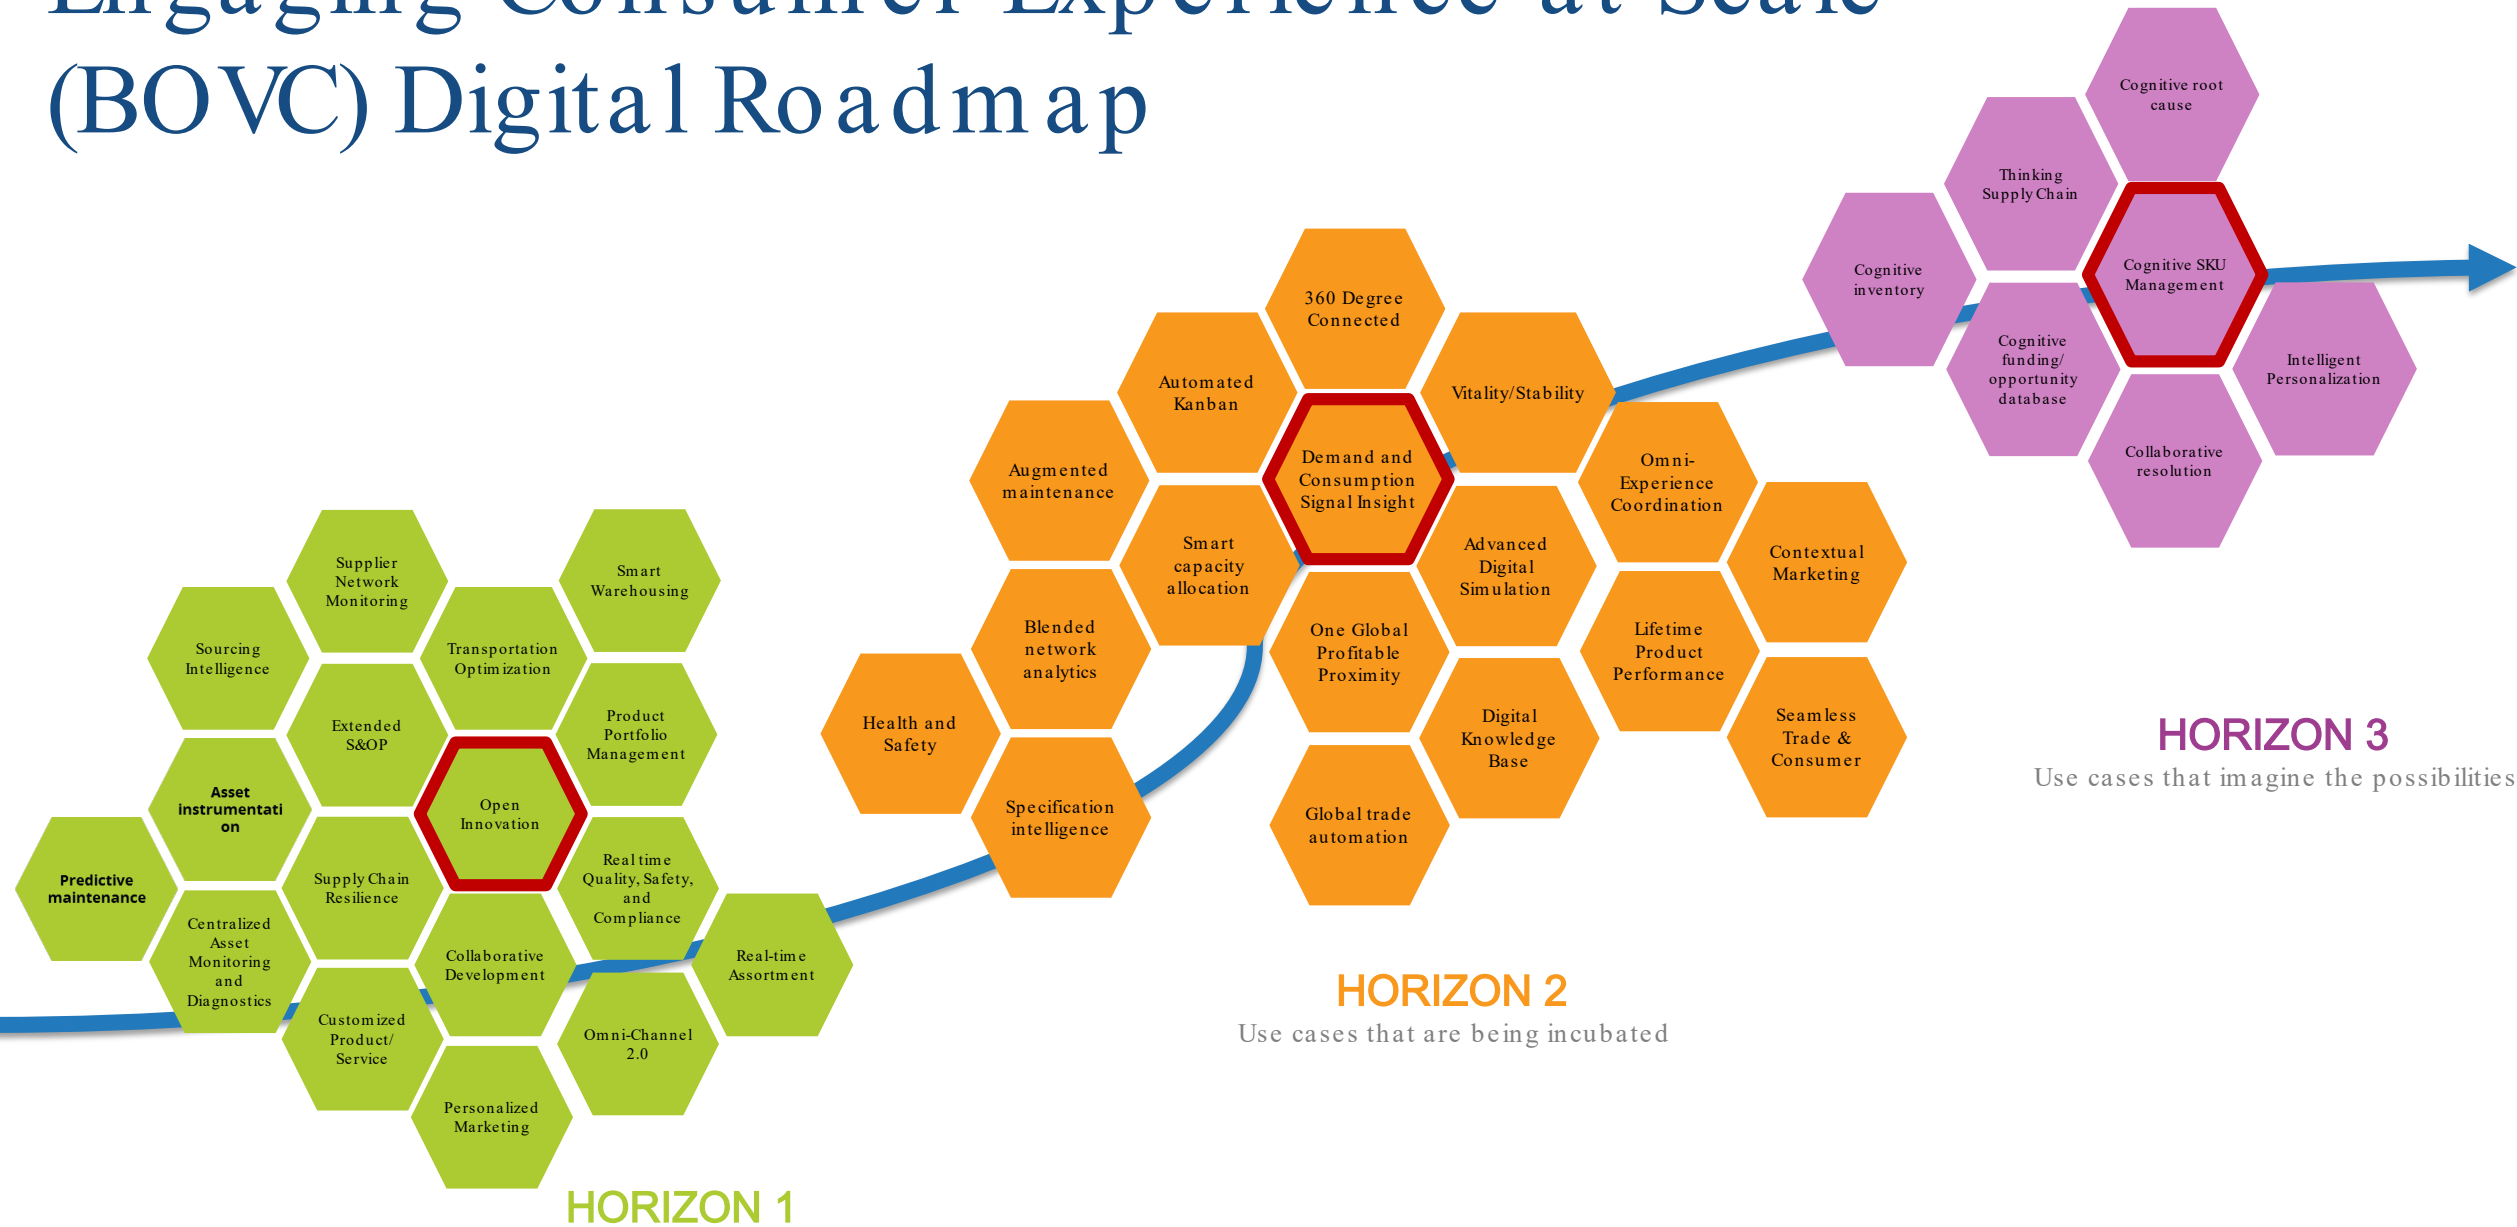 Engaging Consumer Experience at Scale
(BOVC) Digital Roadmap
Supplier
Network
Monitoring
Smart
Warehousing
Sourcing
Intelligence
Transportation
Optimization
Extended
S&OP
Product
Portfolio
Management
Asset
instrumentati
on
Open
Innovation
Predictive
maintenance
Supply Chain
Resilience
Real time
Quality, Safety,
and
Compliance
Centralized
Asset
Monitoring
and
Diagnostics
Collaborative
Development
Real-time
Assortment
Customized
Product/
Service
Omni-Channel
2.0
Personalized
Marketing
HORIZON 1
360 Degree
Connected
Automated
Kanban
Vitality/Stability
Augmented
maintenance
Demand and
Consumption
Signal Insight
Omni-
Experience
Coordination
Smart
capacity
allocation
Advanced
Digital
Simulation
Contextual
Marketing
Blended
network
analytics
One Global
Profitable
Proximity
Lifetime
Product
Performance
Health and
Safety
Digital
Knowledge
Base
Seamless
Trade &
Consumer
Specification
intelligence
Global trade
automation
HORIZON 2
Use cases that are being incubated
Cognitive root
cause
Thinking
Supply Chain
Cognitive
inventory
Cognitive SKU
Management
Cognitive
funding/
opportunity
database
Intelligent
Personalization
Collaborative
resolution
HORIZON 3
Use cases that imagine the possibilities